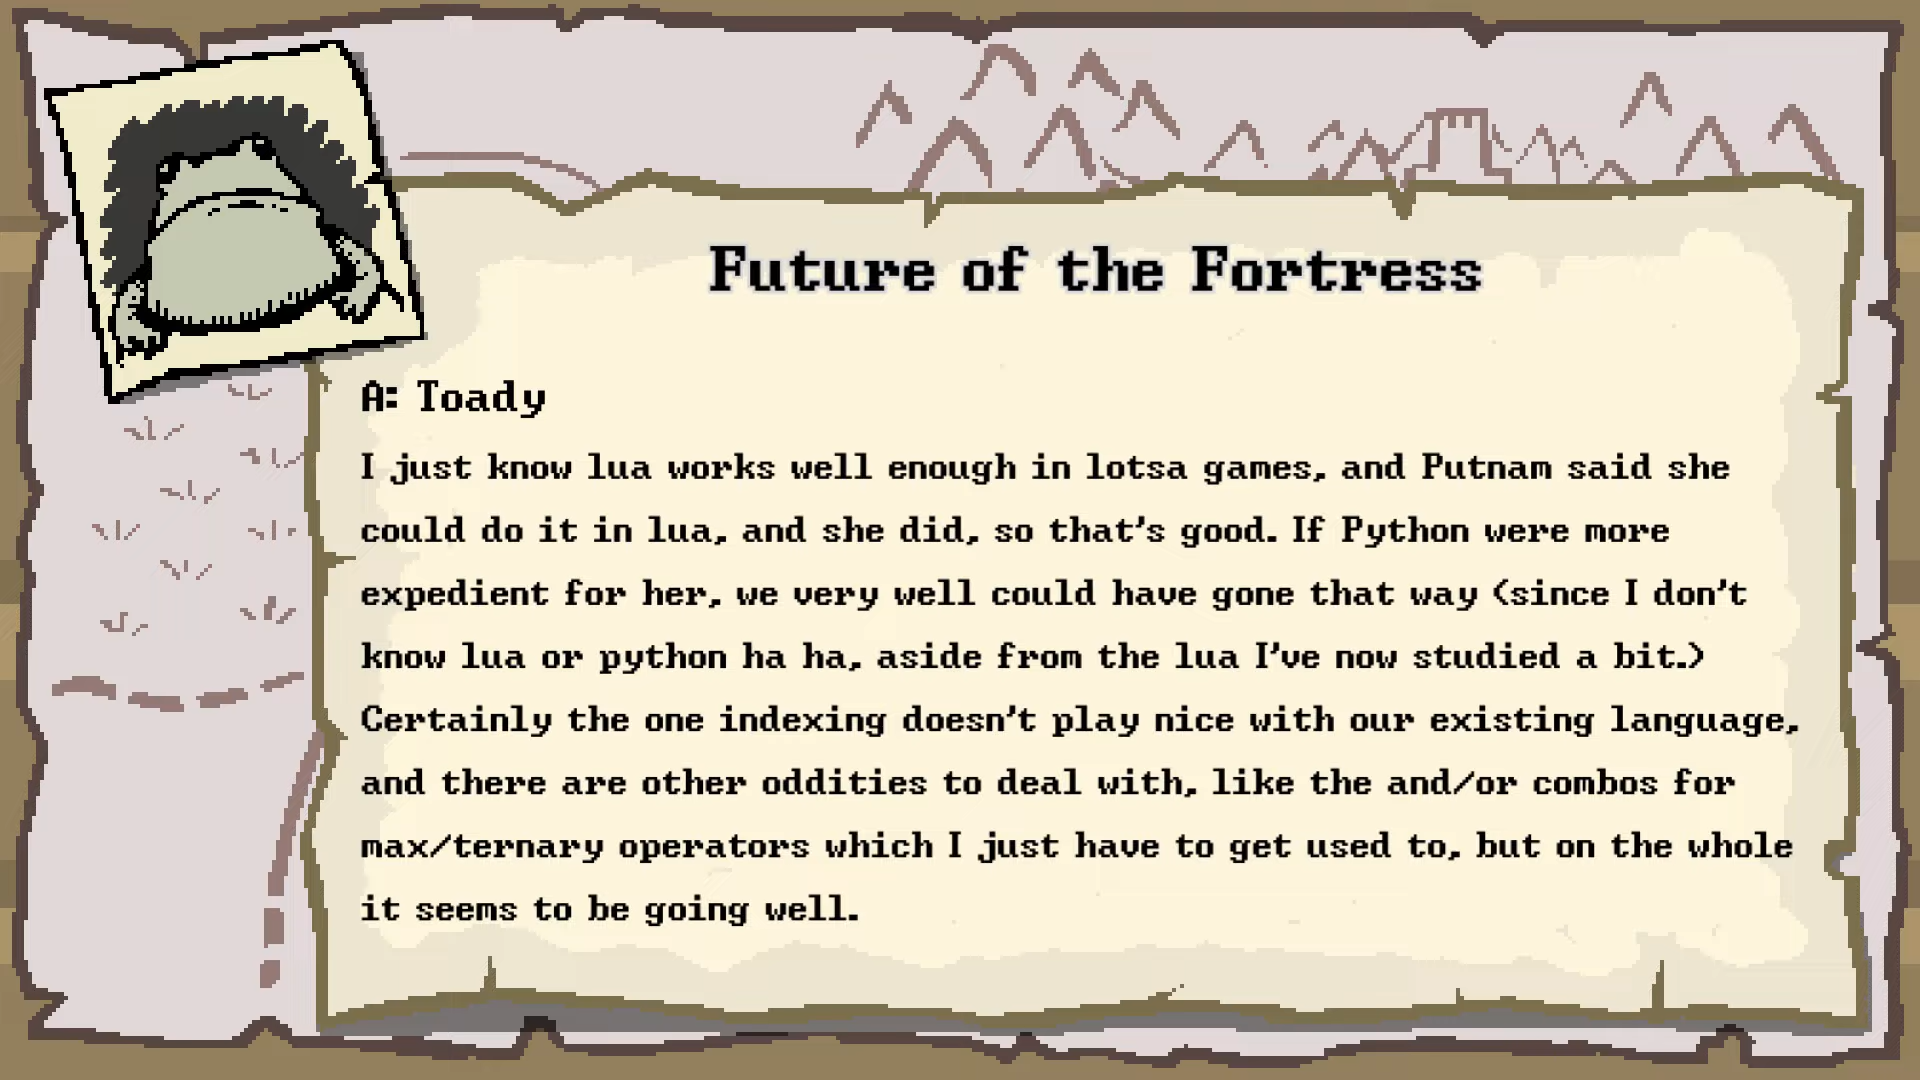 Future of the Fortress
A: Toady
I just know lua works well enough in lotsa games, and Putnam said she
could do it in lua, and she did, so that's good. If Python were more
expedient for her, we very well could have gone that way (since I don't
know lua or python ha ha, aside from the lua I've now studied a bit.)
Certainly the one indexing doesn't play nice with our existing language,
and there are other oddities to deal with, like the and/or combos for
max/ternary operators which I just have to get used to, but on the whole
it seems to be going well.